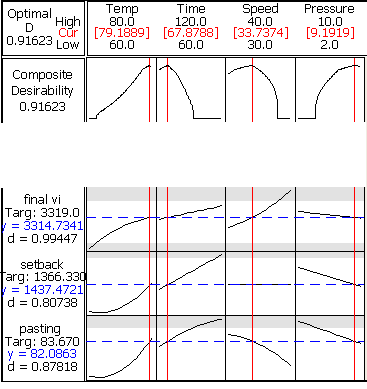 Optimal
D
0.91623
High
Cur
Low
Temp
80.0
[79.1889]
60.0
Time
120.0
[67.8788]
60.0
Speed
40.0
[33.7374]
30.0
Pressure
10.0
[9.1919]
2.0
Composite
Desirability
0.91623
final vi
Targ: 3319.0
y = 3314.7341
d = 0.99447
setback
Targ: 1366.330
y = 1437.4721
d = 0.80738
pasting
Targ: 83.670
y = 82.0863
d = 0.87818